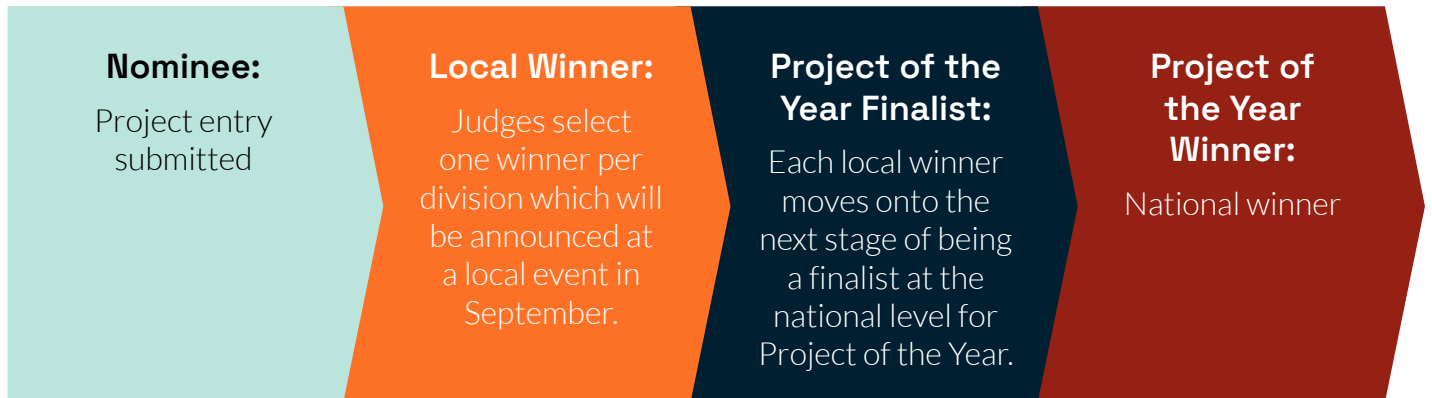 Nominee:
Project entry
submitted
Local Winner:
Judges select
one winner per
division which will
be announced at
a local event in
September.
Project of the
Year Finalist:
Each local winner
moves onto the
next stage of being
a finalist at the
national level for
Project of the Year.
Project of
the Year
Winner:
National winner